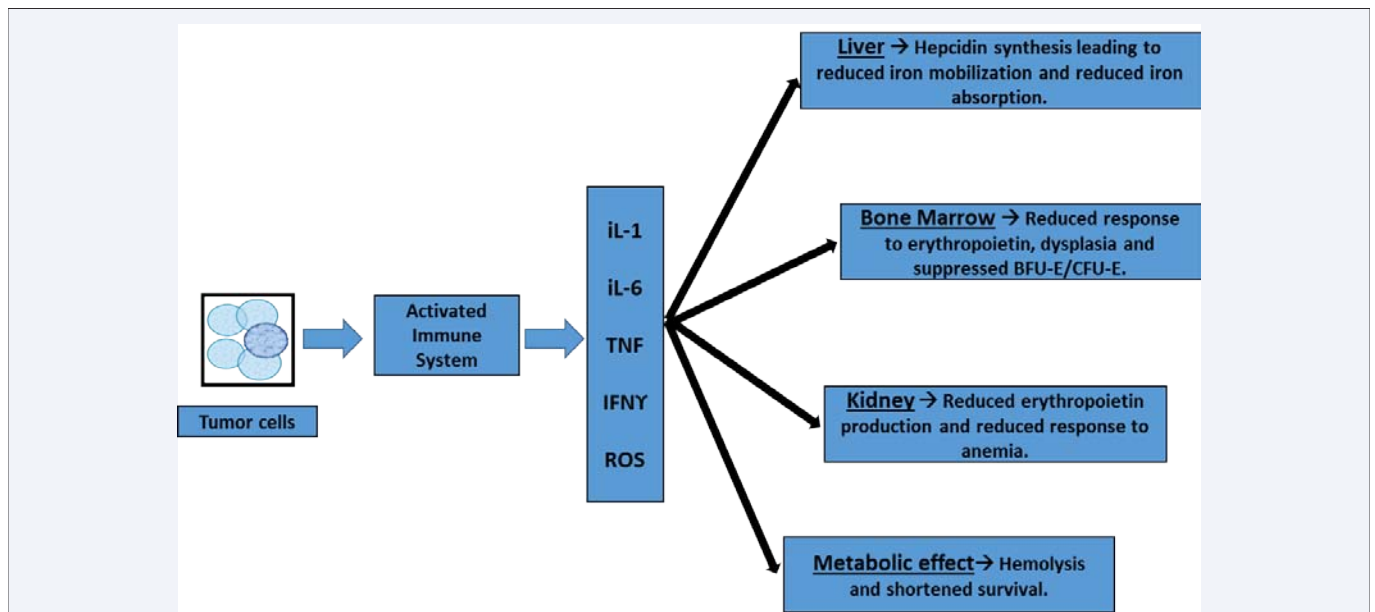 Tumor cells
Activated
Immune
System
iL-1
iL-6
TNF
IFNY
ROS
Liver → Hepcidin synthesis leading to
reduced iron mobilization and reduced iron
absorption.
Bone Marrow → Reduced response
to erythropoietin, dysplasia and
suppressed BFU-E/CFU-E.
Kidney → Reduced erythropoietin
production and reduced response to
anemia.
Metabolic effect→ Hemolysis
and shortened survival.